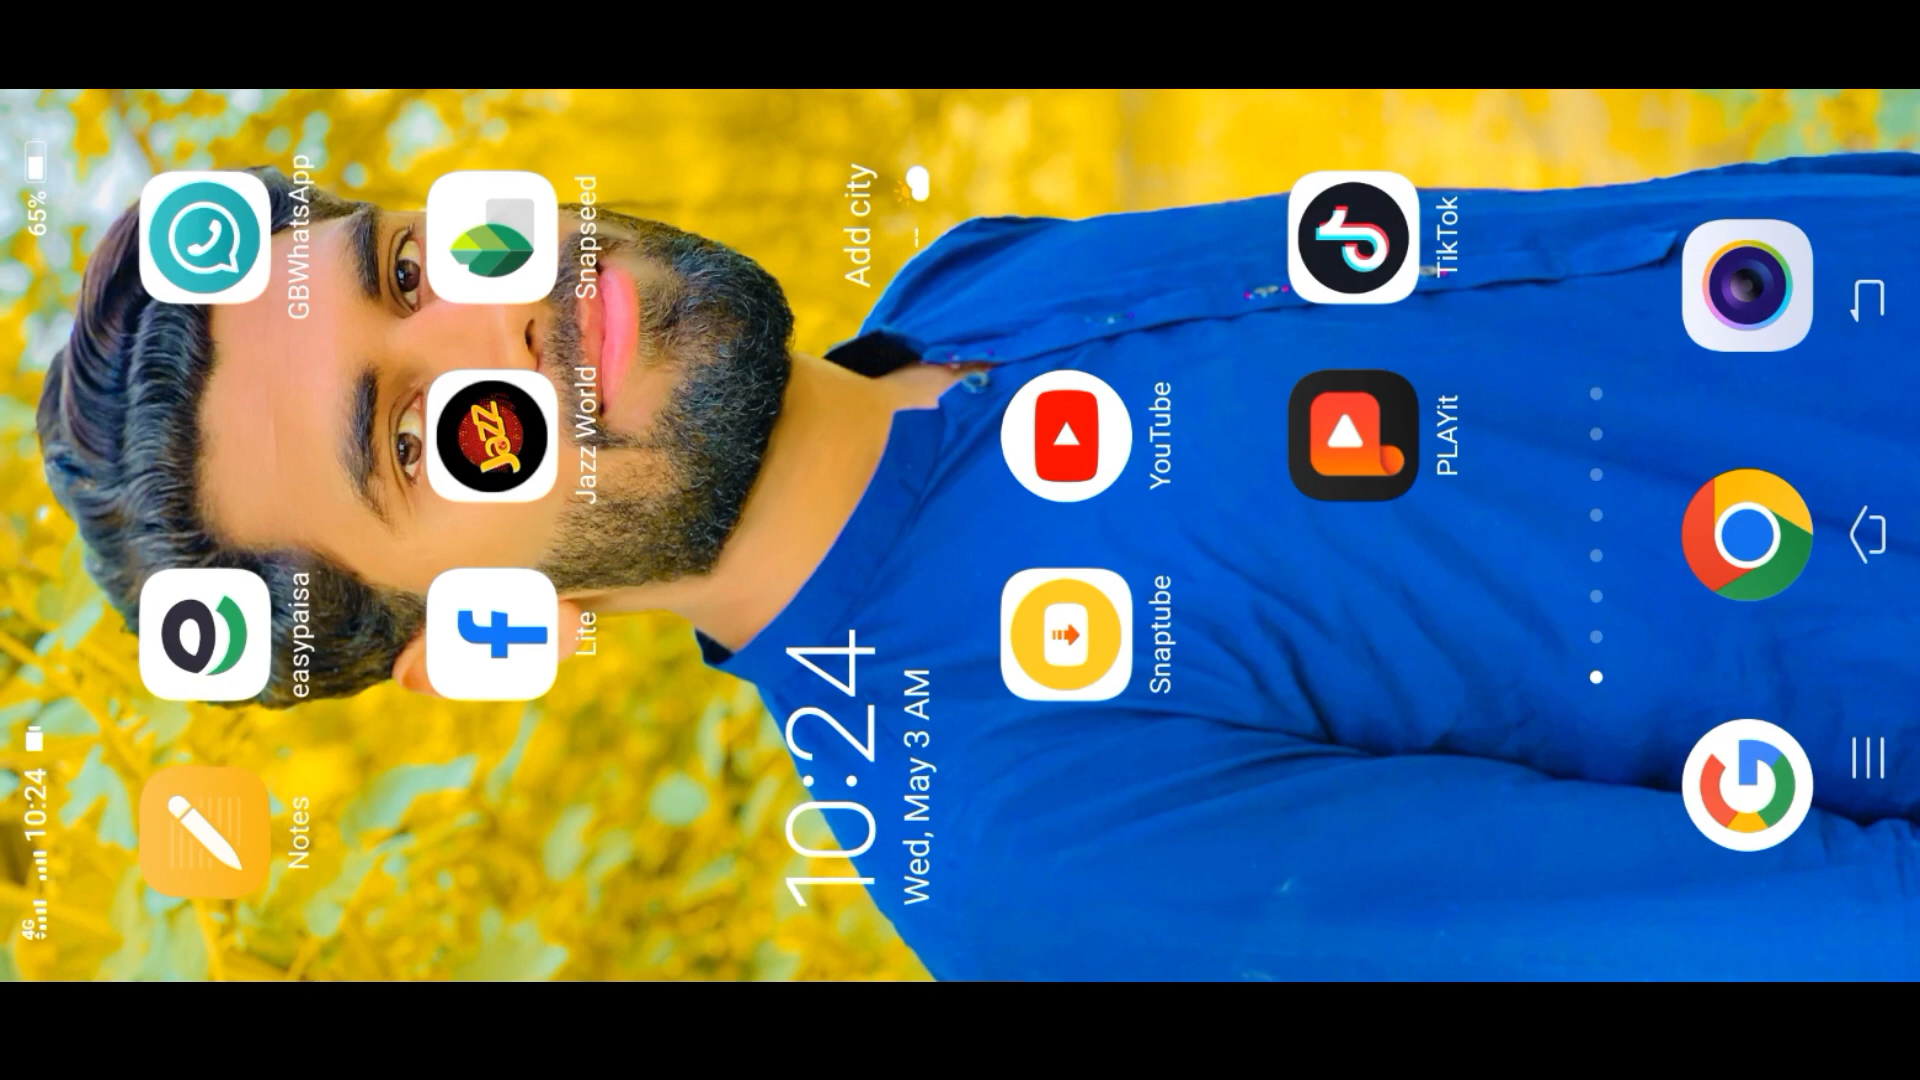 4G 10:24 65%
Notes easypaisa GBWhatsApp
Lite Jazz World Snapseed
Jazz
10:24 Add city
Wed, May 3 AM --
Snaptube YouTube
PLAYit TikTok